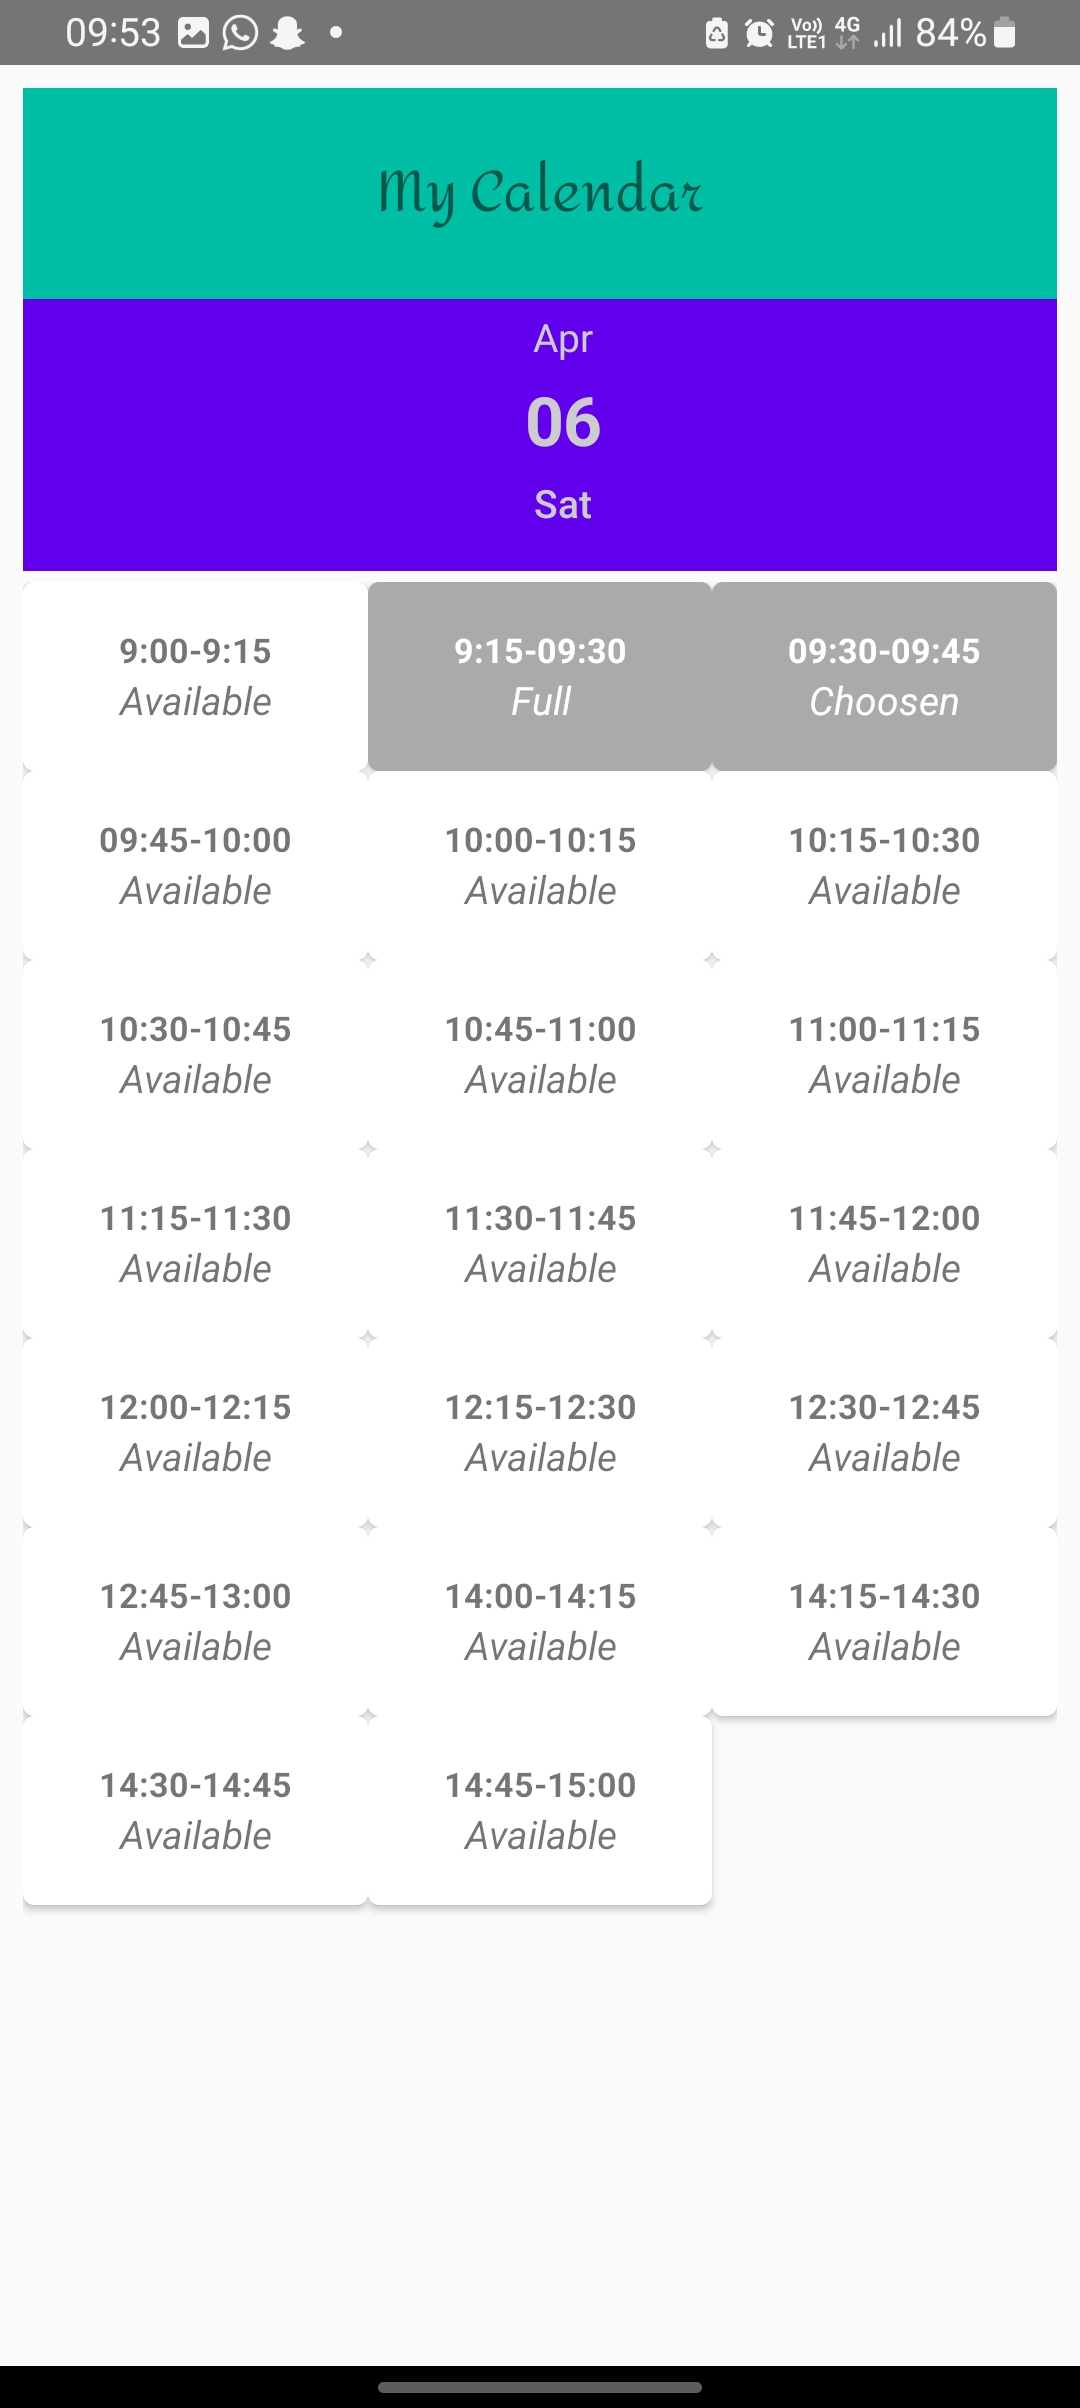 09:53 Vo)) LTE1 4G 84%
My Calendar
Apr
06
Sat
9:00-9:15 9:15-09:30 09:30-09:45
Available Full Choosen
09:45-10:00 10:00-10:15 10:15-10:30
Available Available Available
10:30-10:45 10:45-11:00 11:00-11:15
Available Available Available
11:15-11:30 11:30-11:45 11:45-12:00
Available Available Available
12:00-12:15 12:15-12:30 12:30-12:45
Available Available Available
12:45-13:00 14:00-14:15 14:15-14:30
Available Available Available
14:30-14:45 14:45-15:00
Available Available